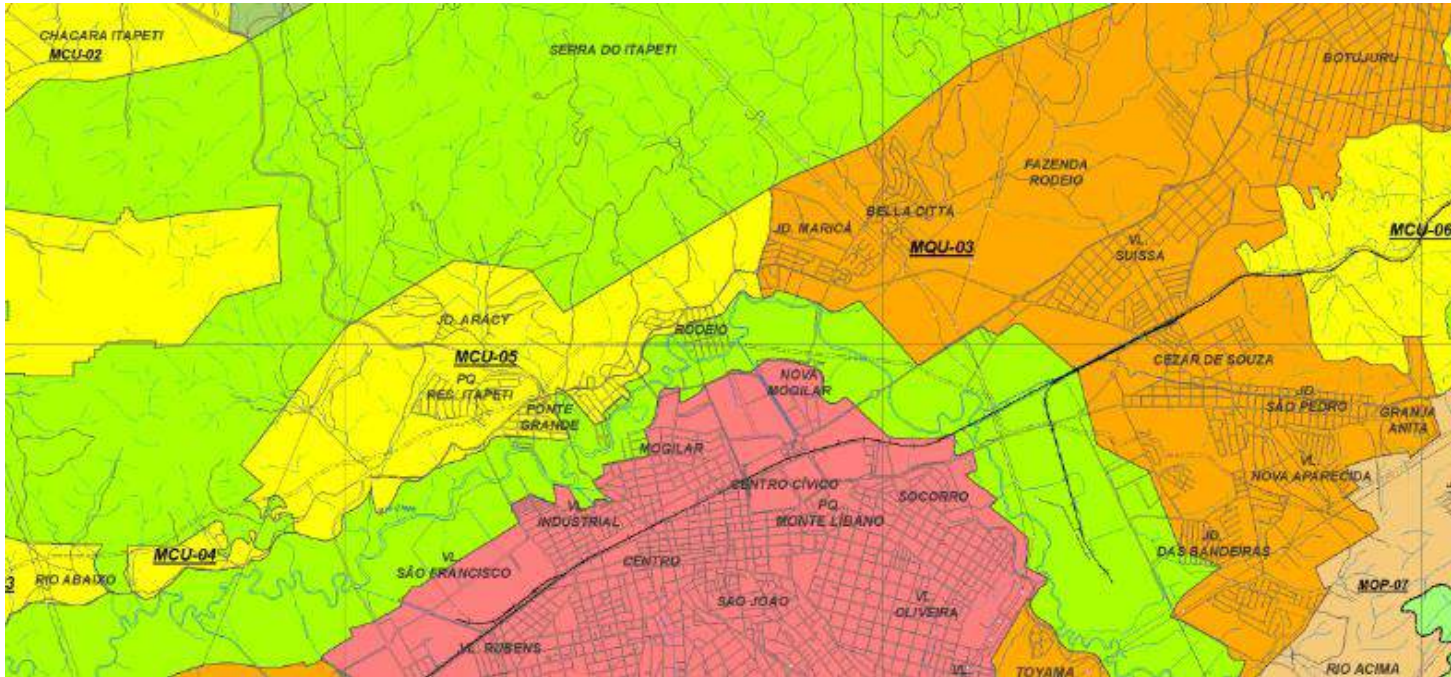 CHACARA ITAPETI
MCU-02
SERRA DO ITAPETI
BOTUJURU
FAZENDA
RODEIO
BELLA CITTÁ
JD. MARICÁ
MQU-03
VL.
SUISSA
MCU-06
JD. ARACY
RODEIO
MCU-05
CEZAR DE SOUZA
PQ.
RES. ITAPETI
NOVA
MOGILAR
JD.
SÃO PEDRO
PONTE
GRANDE
GRANJA
ANITA
MOGILAR
VL.
NOVA APARECIDA
CENTRO CÍVICO
SOCORRO
PQ.
MONTE LÍBANO
VL.
INDUSTRIAL
JD.
DAS BANDEIRAS
MCU-04
VL.
SÃO FRANCISCO
CENTRO
3
RIO ABAIXO
MOP-07
SÃO JOÃO
VL.
OLIVEIRA
VL. RUBENS
VL.
TOYAMA
RIO ACIMA